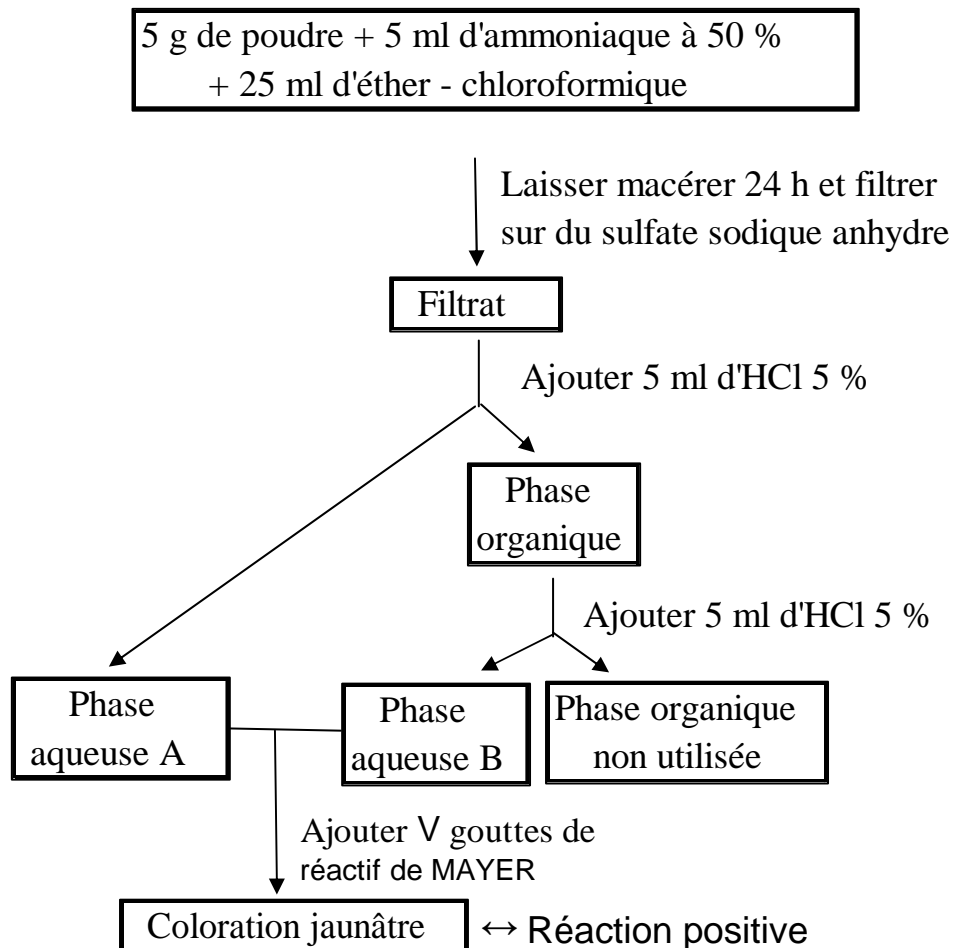 5 g de poudre + 5 ml d'ammoniaque à 50 %
+ 25 ml d'éther - chloroformique
Laisser macérer 24 h et filtrer
sur du sulfate sodique anhydre
Filtrat
Ajouter 5 ml d'HCl 5 %
Phase
organique
Ajouter 5 ml d'HCl 5 %
Phase
aqueuse A
Phase
aqueuse B
Phase organique
non utilisée
Ajouter V gouttes de
réactif de MAYER
Coloration jaunâtre ↔ Réaction positive